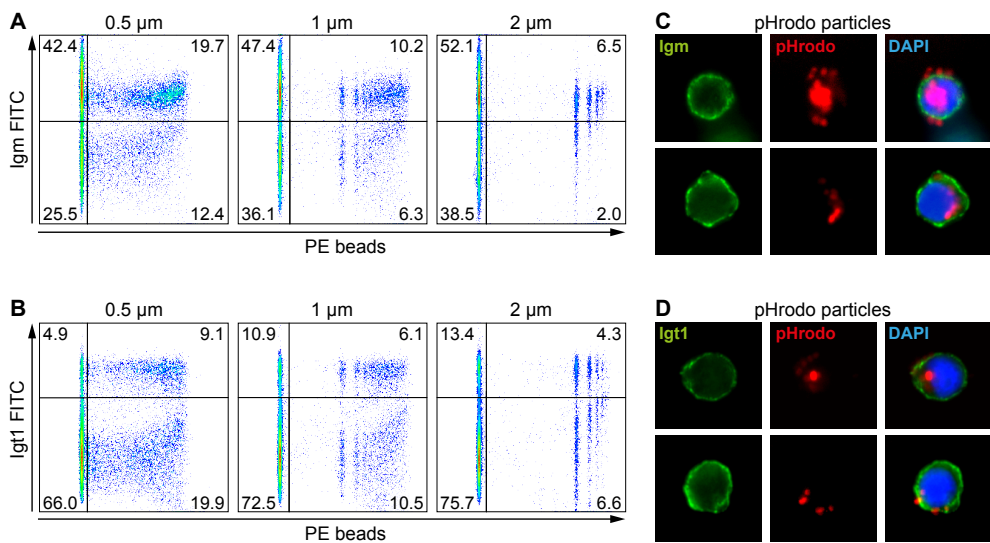 A
0.5 µm 1 µm 2 µm
42.4 19.7 47.4 10.2 52.1 6.5
Igm FITC
25.5 12.4 36.1 6.3 38.5 2.0
PE beads
C
pHrodo particles
Igm pHrodo DAPI
B
0.5 µm 1 µm 2 µm
4.9 9.1 10.9 6.1 13.4 4.3
Igt1 FITC
66.0 19.9 72.5 10.5 75.7 6.6
PE beads
D
pHrodo particles
Igt1 pHrodo DAPI